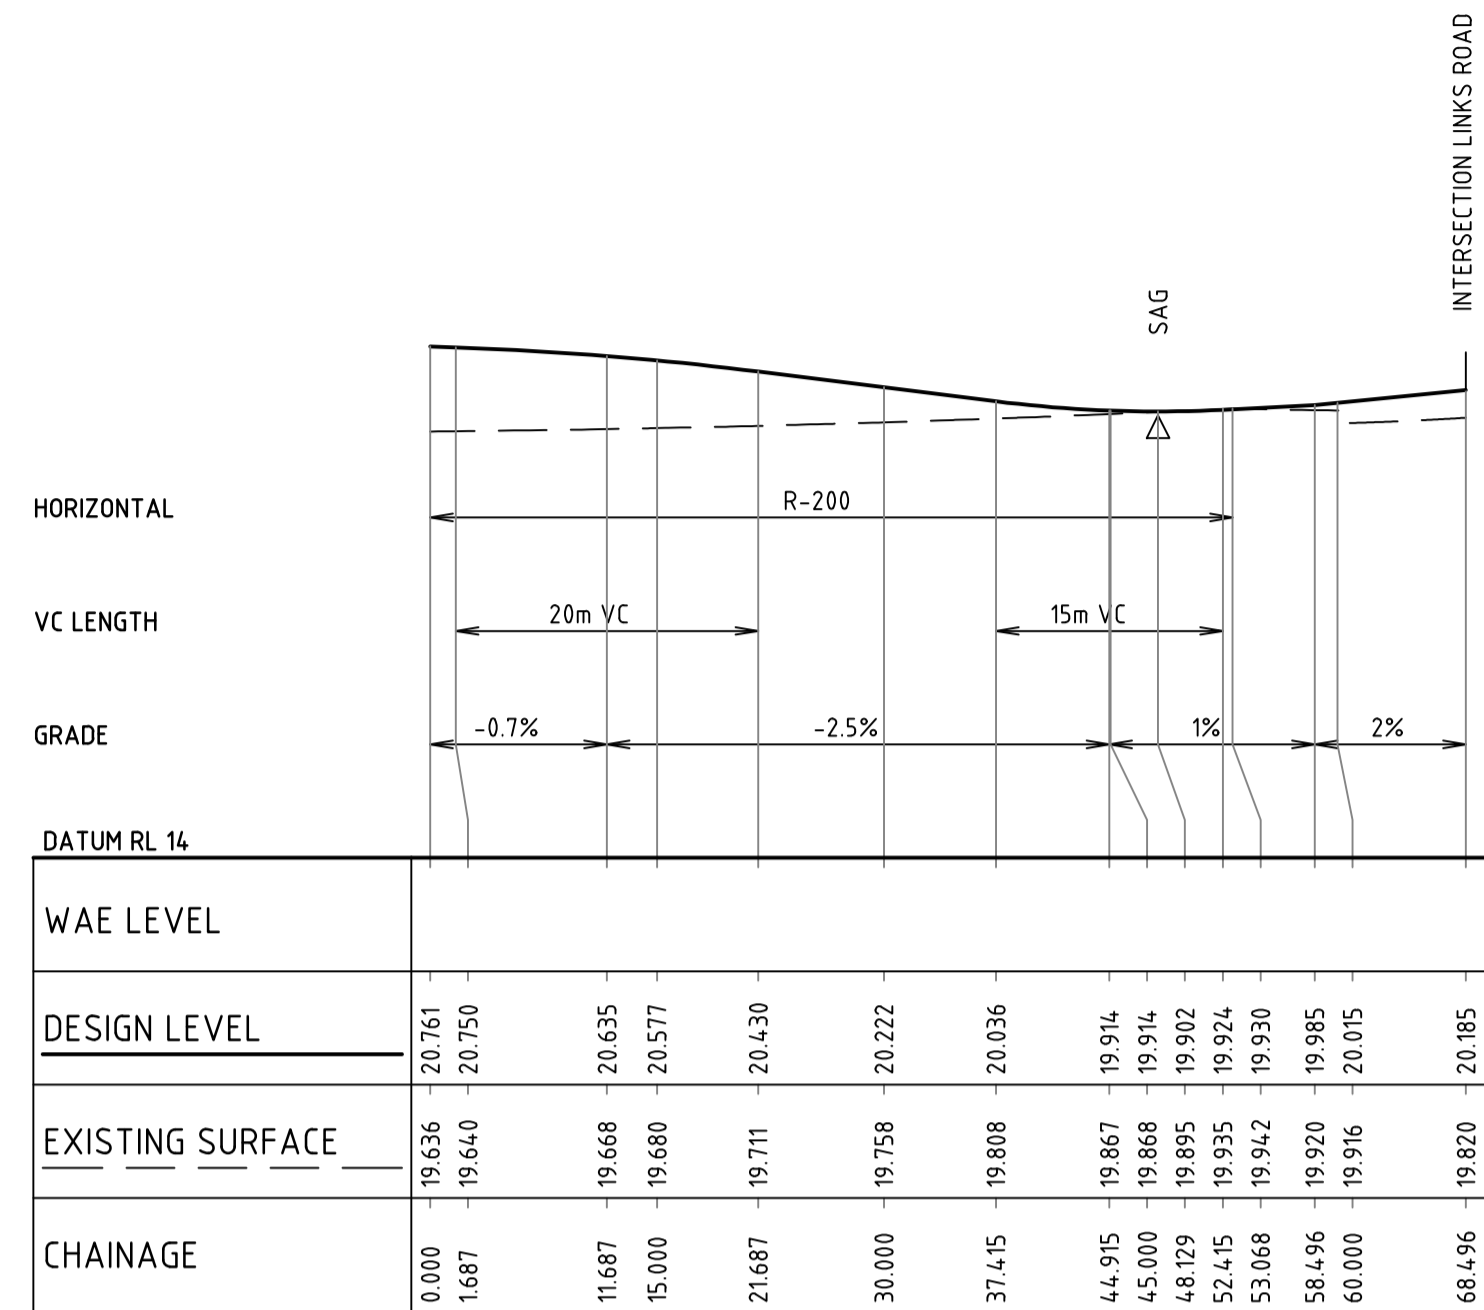 INTERSECTION LINKS ROAD
SAG
HORIZONTAL
R-200
VC LENGTH
20m VC
15m VC
GRADE
-0.7%
-2.5%
1%
2%
DATUM RL 14
WAE LEVEL
DESIGN LEVEL
20.761 20.750 20.635 20.577 20.430 20.222 20.036 19.914 19.914 19.902 19.924 19.930 19.985 20.015 20.185
EXISTING SURFACE
19.636 19.640 19.668 19.680 19.711 19.758 19.808 19.867 19.868 19.895 19.935 19.942 19.920 19.916 19.820
CHAINAGE
0.000 1.687 11.687 15.000 21.687 30.000 37.415 44.915 45.000 48.129 52.415 53.068 58.496 60.000 68.496